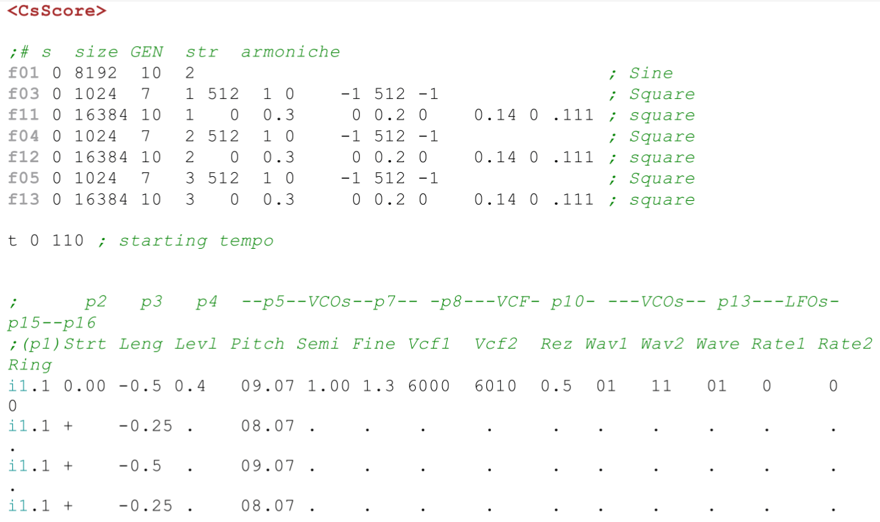 <CsScore>
;# s size GEN str armoniche
f01 0 8192 10 2 ; Sine
f03 0 1024 7 1 512 1 0 -1 512 -1 ; Square
f11 0 16384 10 1 0 0.3 0 0.2 0 0.14 0 .111 ; square
f04 0 1024 7 2 512 1 0 -1 512 -1 ; Square
f12 0 16384 10 2 0 0.3 0 0.2 0 0.14 0 .111 ; square
f05 0 1024 7 3 512 1 0 -1 512 -1 ; Square
f13 0 16384 10 3 0 0.3 0 0.2 0 0.14 0 .111 ; square
t 0 110 ; starting tempo
; p2 p3 p4 --p5--VCOs--p7-- -p8---VCF- p10- ---VCOs-- p13---LFOs-
p15--p16
;(p1)Strt Leng Levl Pitch Semi Fine Vcf1 Vcf2 Rez Wav1 Wav2 Wave Rate1 Rate2
Ring
i1.1 0.00 -0.5 0.4 09.07 1.00 1.3 6000 6010 0.5 01 11 01 0 0
0
i1.1 + -0.25 . 08.07 . . . . . . . . . .
.
i1.1 + -0.5 . 09.07 . . . . . . . . . .
.
i1.1 + -0.25 . 08.07 . . . . . . . . . .